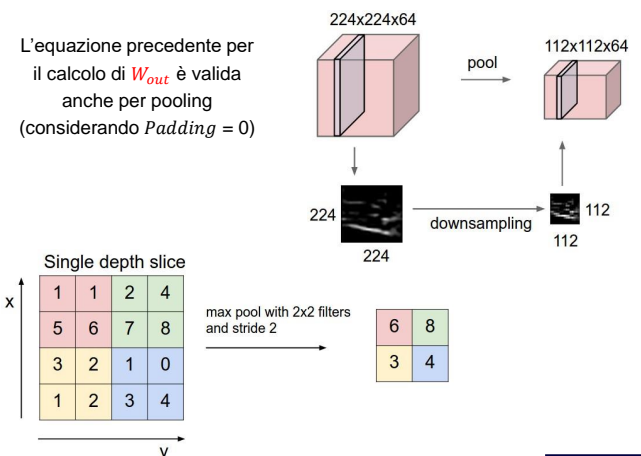 L'equazione precedente per
il calcolo di W_out è valida
anche per pooling
(considerando Padding = 0)
224x224x64
pool
112x112x64
224
224
downsampling
112
112
Single depth slice
x
1 1 2 4
5 6 7 8
3 2 1 0
1 2 3 4
y
max pool with 2x2 filters
and stride 2
6 8
3 4